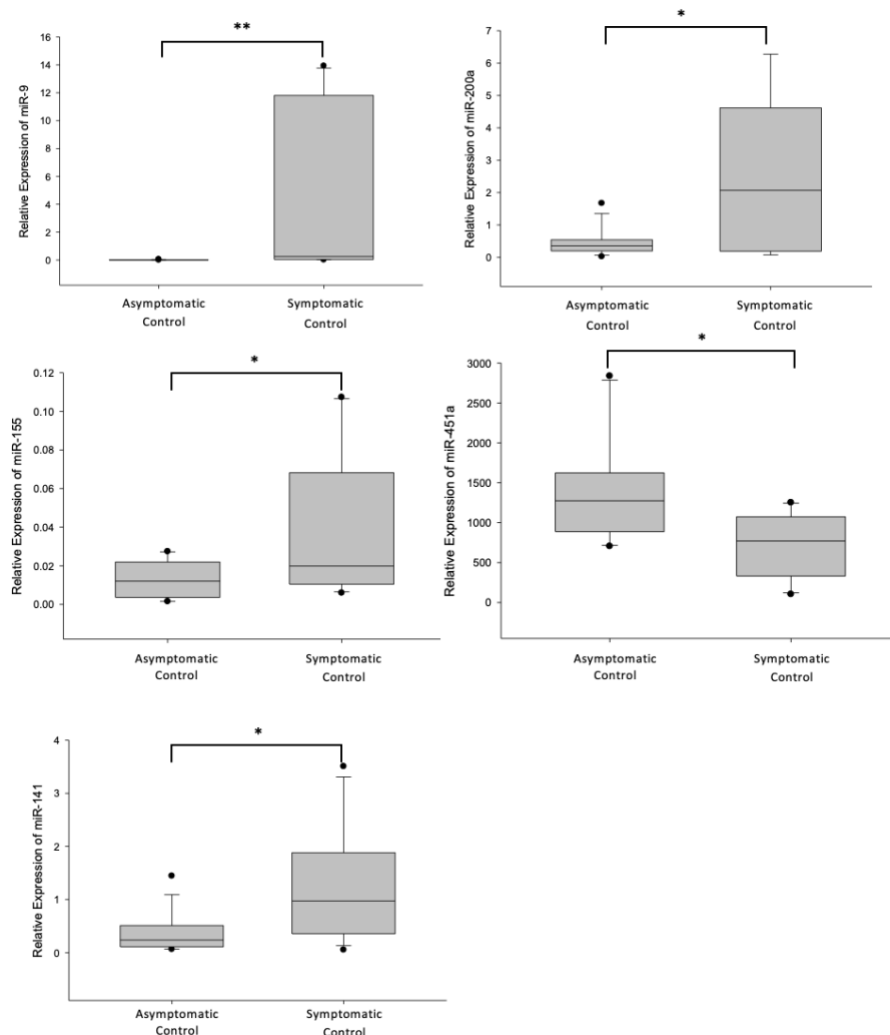 **
Relative Expression of miR-9
16
14
12
10
8
6
4
2
0
Asymptomatic
Control
Symptomatic
Control
*
Relative Expression of miR-200a
7
6
5
4
3
2
1
0
Asymptomatic
Control
Symptomatic
Control
*
Relative Expression of miR-155
0.12
0.10
0.08
0.06
0.04
0.02
0.00
Asymptomatic
Control
Symptomatic
Control
*
Relative Expression of miR-451a
3000
2500
2000
1500
1000
500
0
Asymptomatic
Control
Symptomatic
Control
*
Relative Expression of miR-141
4
3
2
1
0
Asymptomatic
Control
Symptomatic
Control